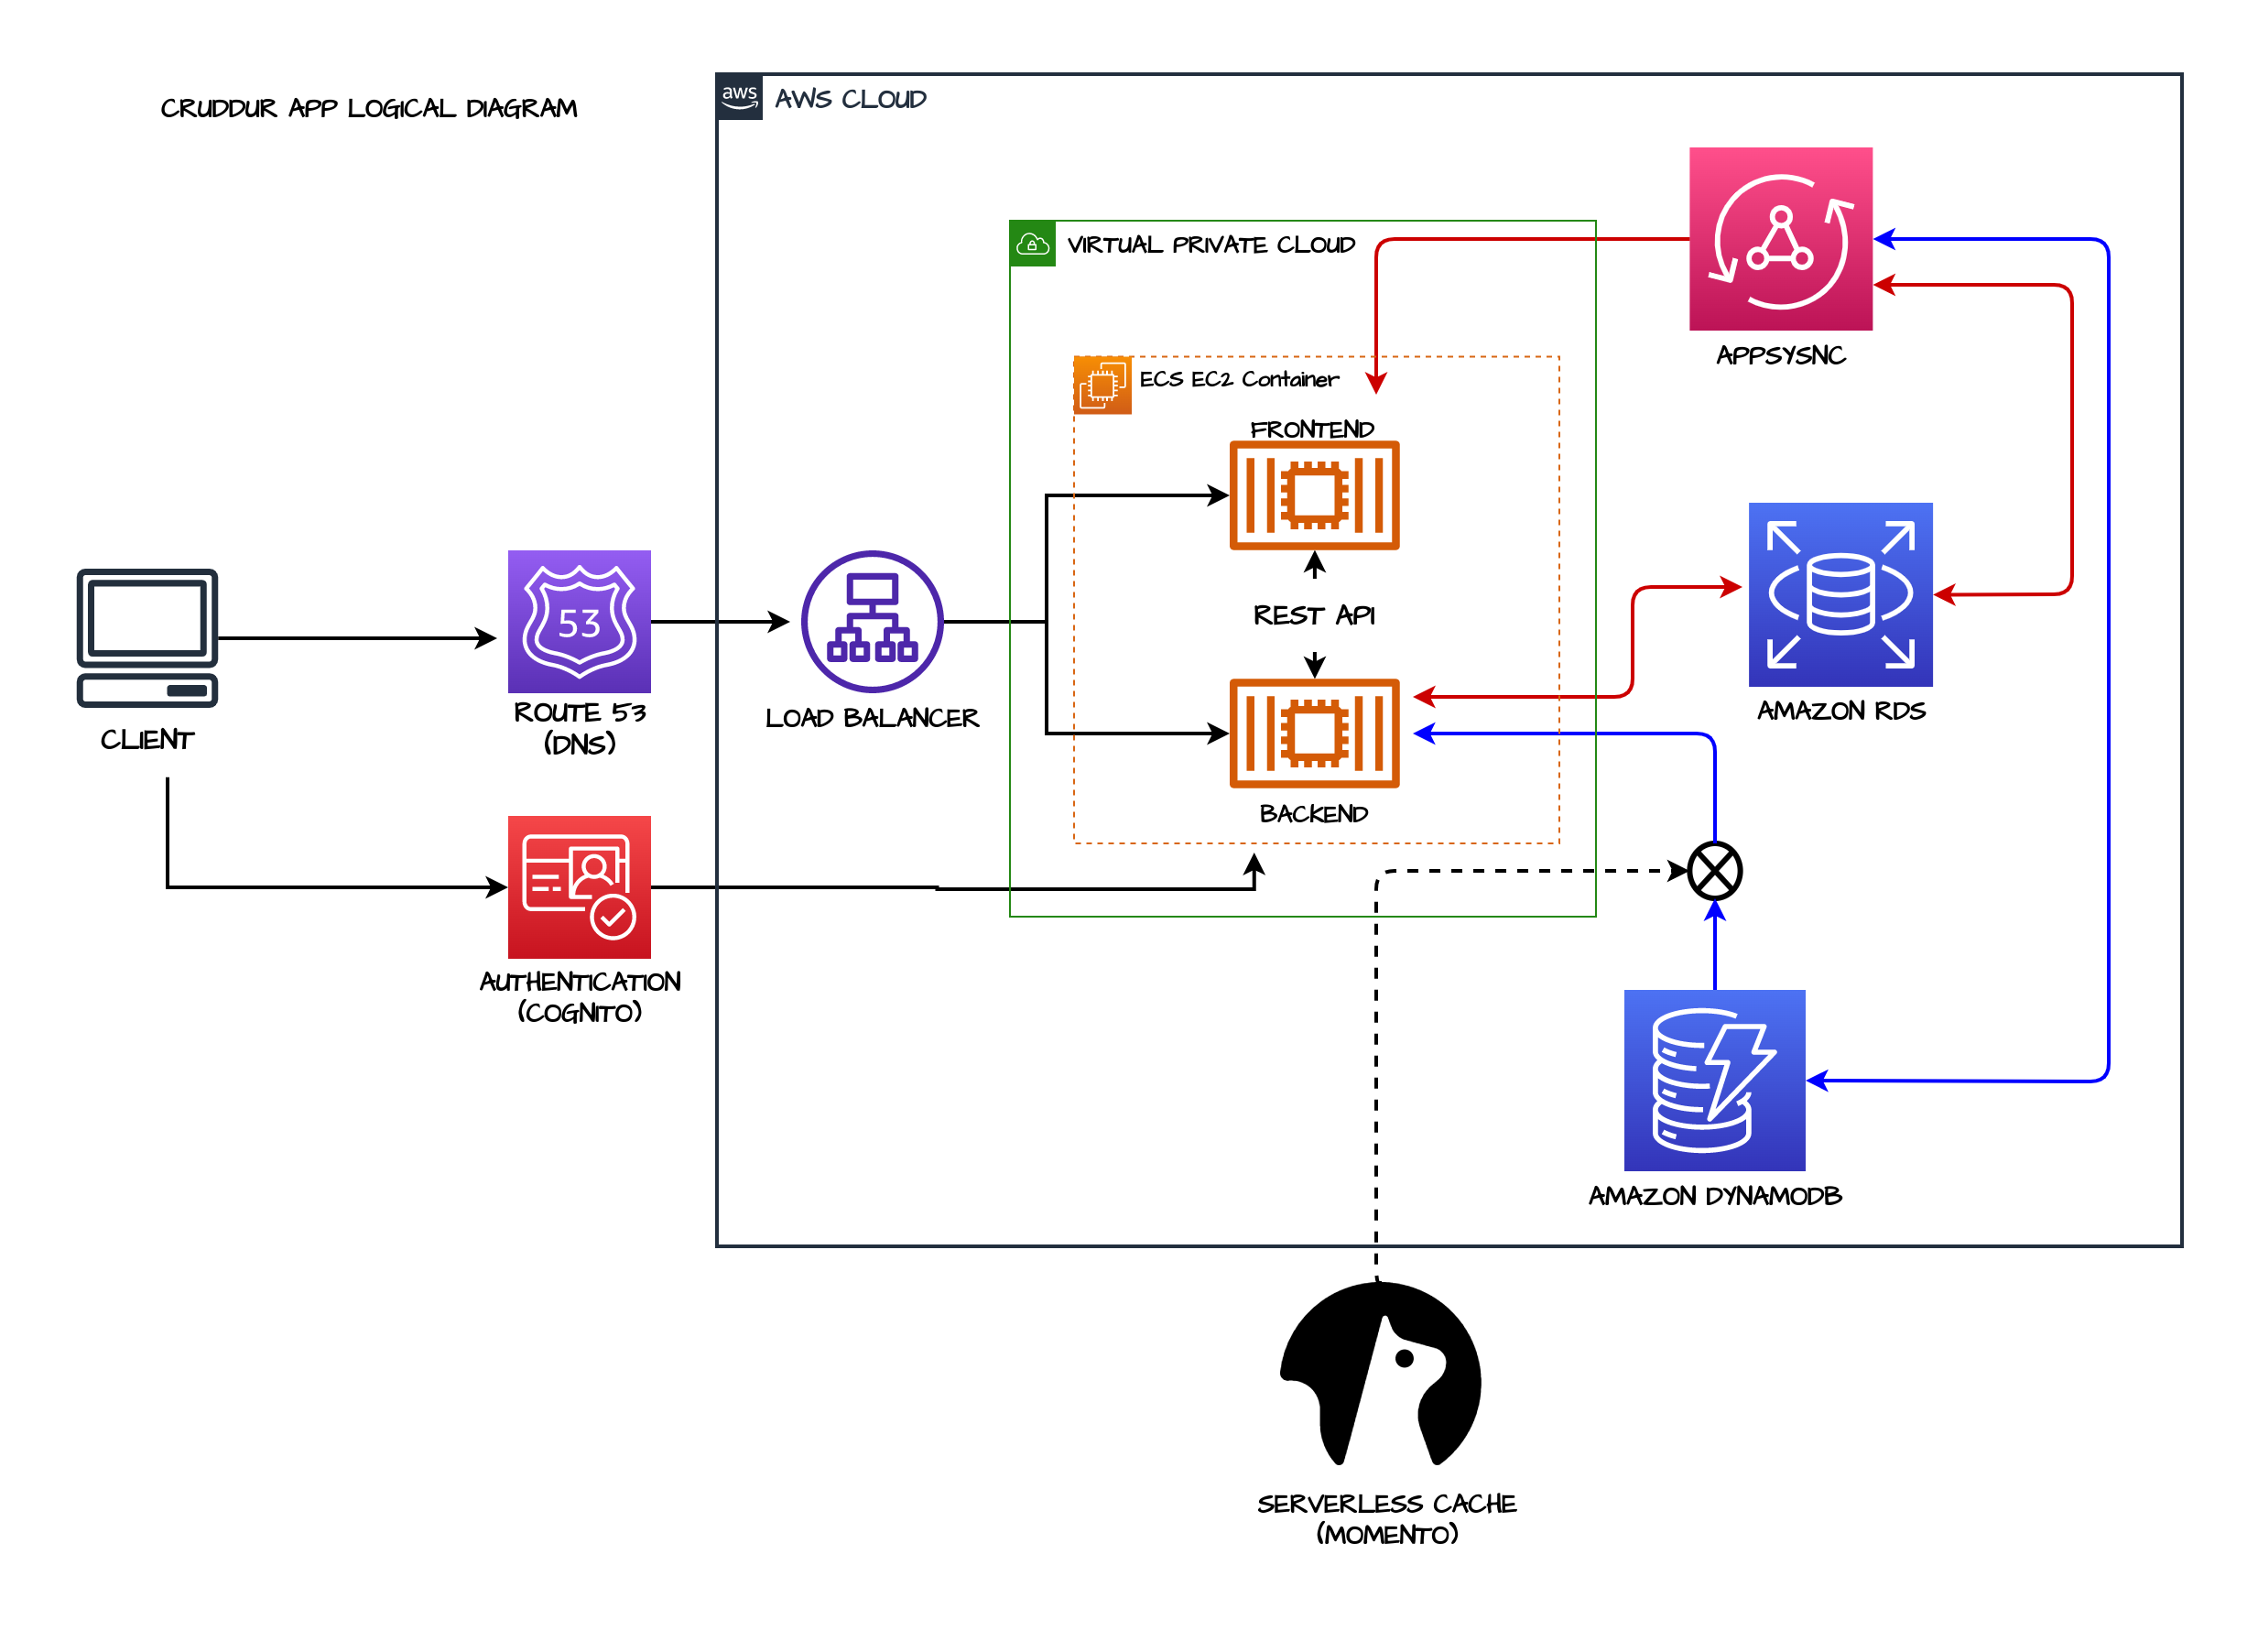 CRUDDUR APP LOGICAL DIAGRAM
aws
AWS CLOUD
VIRTUAL PRIVATE CLOUD
APPSYSNC
ECS EC2 Container
FRONTEND
REST API
BACKEND
CLIENT
53
ROUTE 53
(DNS)
LOAD BALANCER
AMAZON RDS
AUTHENTICATION
(COGNITO)
AMAZON DYNAMODB
SERVERLESS CACHE
(MOMENTO)